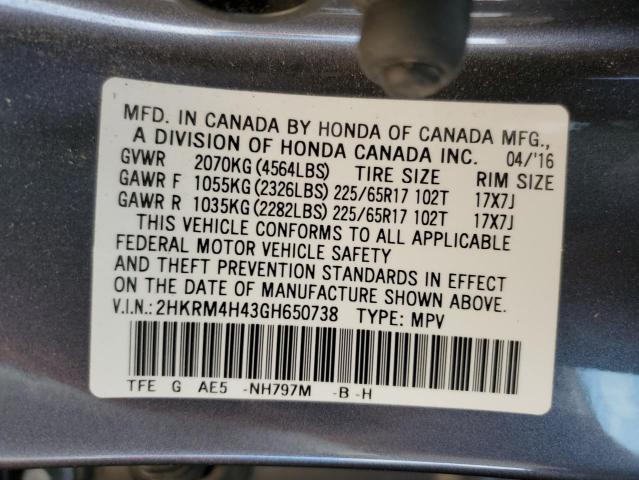 MFD. IN CANADA BY HONDA OF CANADA MFG.,
A DIVISION OF HONDA CANADA INC. 04/'16
GVWR 2070KG(4564LBS) TIRE SIZE RIM SIZE
GAWR F 1055KG(2326LBS) 225/65R17 102T 17X7J
GAWR R 1035KG(2282LBS) 225/65R17 102T 17X7J
THIS VEHICLE CONFORMS TO ALL APPLICABLE
FEDERAL MOTOR VEHICLE SAFETY
AND THEFT PREVENTION STANDARDS IN EFFECT
ON THE DATE OF MANUFACTURE SHOWN ABOVE.
V.I.N.: 2HKRM4H43GH650738 TYPE: MPV
TFE G AE5 -NH797M -B -H